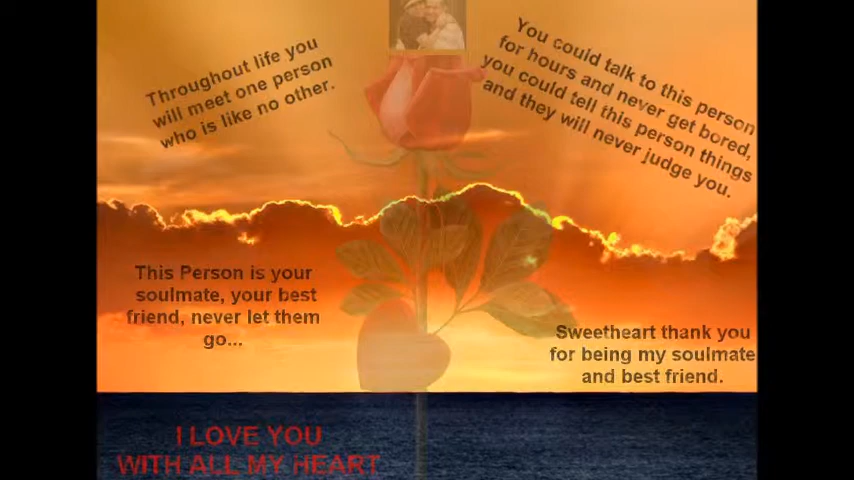 Throughout life you
will meet one person
who is like no other.
You could talk to this person
for hours and never get bored,
you could tell this person things
and they will never judge you.
This Person is your
soulmate, your best
friend, never let them
go...
Sweetheart thank you
for being my soulmate
and best friend.
I LOVE YOU
WITH ALL MY HEART